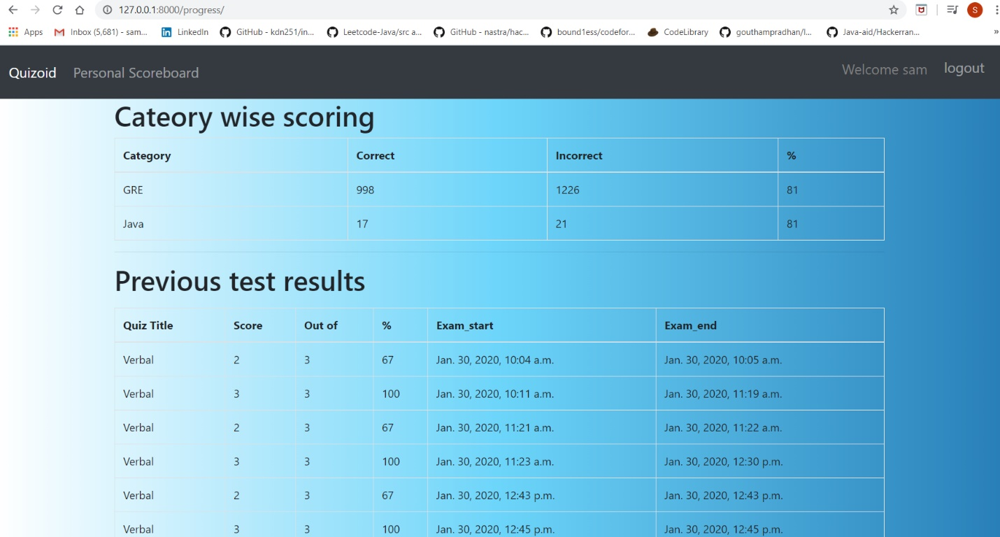 127.0.0.1:8000/progress/
Apps Inbox (5,681) - sam... LinkedIn GitHub - kdn251/in... Leetcode-Java/src a... GitHub - nastra/hac... bound1ess/codefor... CodeLibrary gouthampradhan/l... Java-aid/Hackerran... »
Quizoid Personal Scoreboard Welcome sam logout
Cateory wise scoring
Category Correct Incorrect %
GRE 998 1226 81
Java 17 21 81
Previous test results
Quiz Title Score Out of % Exam_start Exam_end
Verbal 2 3 67 Jan. 30, 2020, 10:04 a.m. Jan. 30, 2020, 10:05 a.m.
Verbal 3 3 100 Jan. 30, 2020, 10:11 a.m. Jan. 30, 2020, 11:19 a.m.
Verbal 2 3 67 Jan. 30, 2020, 11:21 a.m. Jan. 30, 2020, 11:22 a.m.
Verbal 3 3 100 Jan. 30, 2020, 11:23 a.m. Jan. 30, 2020, 12:30 p.m.
Verbal 2 3 67 Jan. 30, 2020, 12:43 p.m. Jan. 30, 2020, 12:43 p.m.
Verbal 3 3 100 Jan. 30, 2020, 12:45 p.m. Jan. 30, 2020, 12:45 p.m.